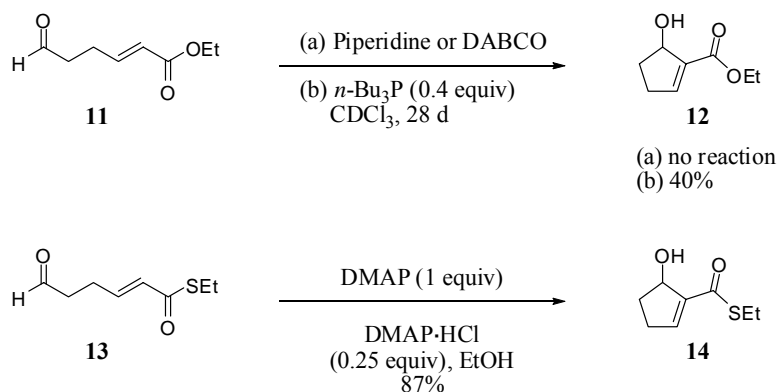 O
H
OEt
O
11
(a) Piperidine or DABCO
(b) n-Bu3P (0.4 equiv)
CDCl3, 28 d
OH
O
OEt
12
(a) no reaction
(b) 40%
O
H
SEt
O
13
DMAP (1 equiv)
DMAP·HCl
(0.25 equiv), EtOH
87%
OH
O
SEt
14